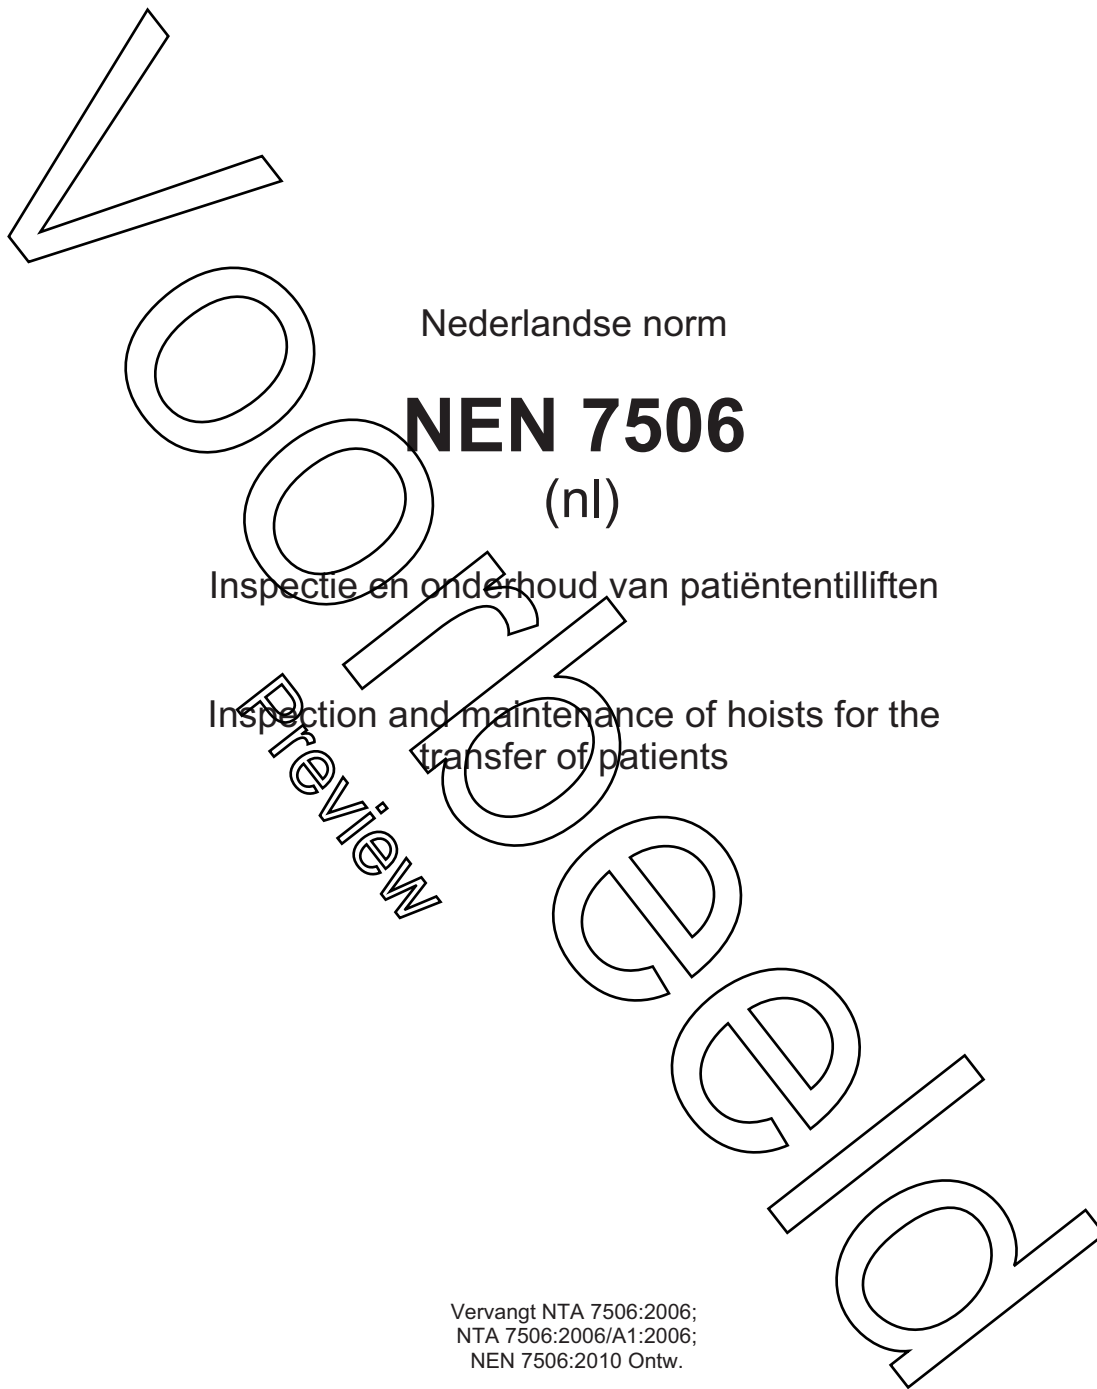 Nederlandse norm
NEN 7506
(nl)
Inspectie en onderhoud van patiëntentilliften
Inspection and maintenance of hoists for the
transfer of patients
Voorbeeld
Preview
Vervangt NTA 7506:2006;
NTA 7506:2006/A1:2006;
NEN 7506:2010 Ontw.